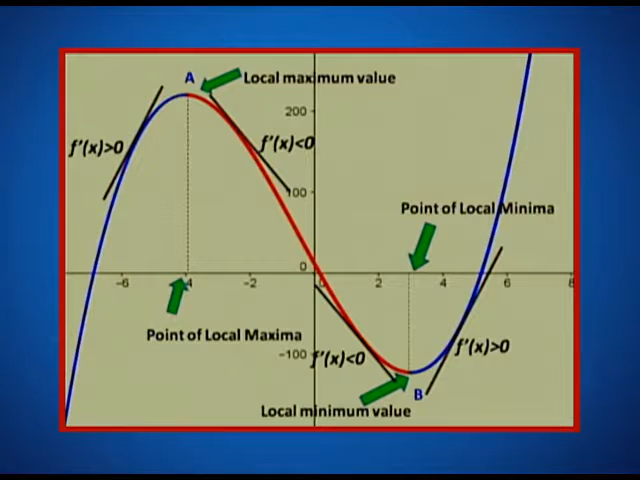 A
Local maximum value
200
f'(x)>0
f'(x)<0
100
Point of Local Minima
0
-6
-4
-2
0
2
4
6
8
Point of Local Maxima
-100
f'(x)<0
f'(x)>0
B
Local minimum value